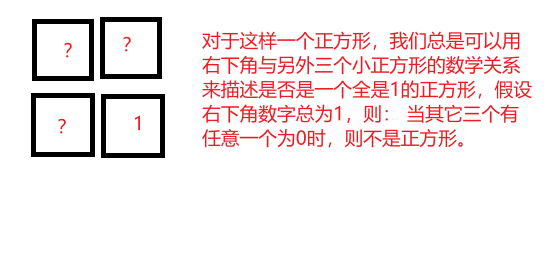 ? ?
? 1
对于这样一个正方形，我们总是可以用
右下角与另外三个小正方形的数学关系
来描述是否是一个全是1的正方形，假设
右下角数字总为1，则： 当其它三个有
任意一个为0时，则不是正方形。